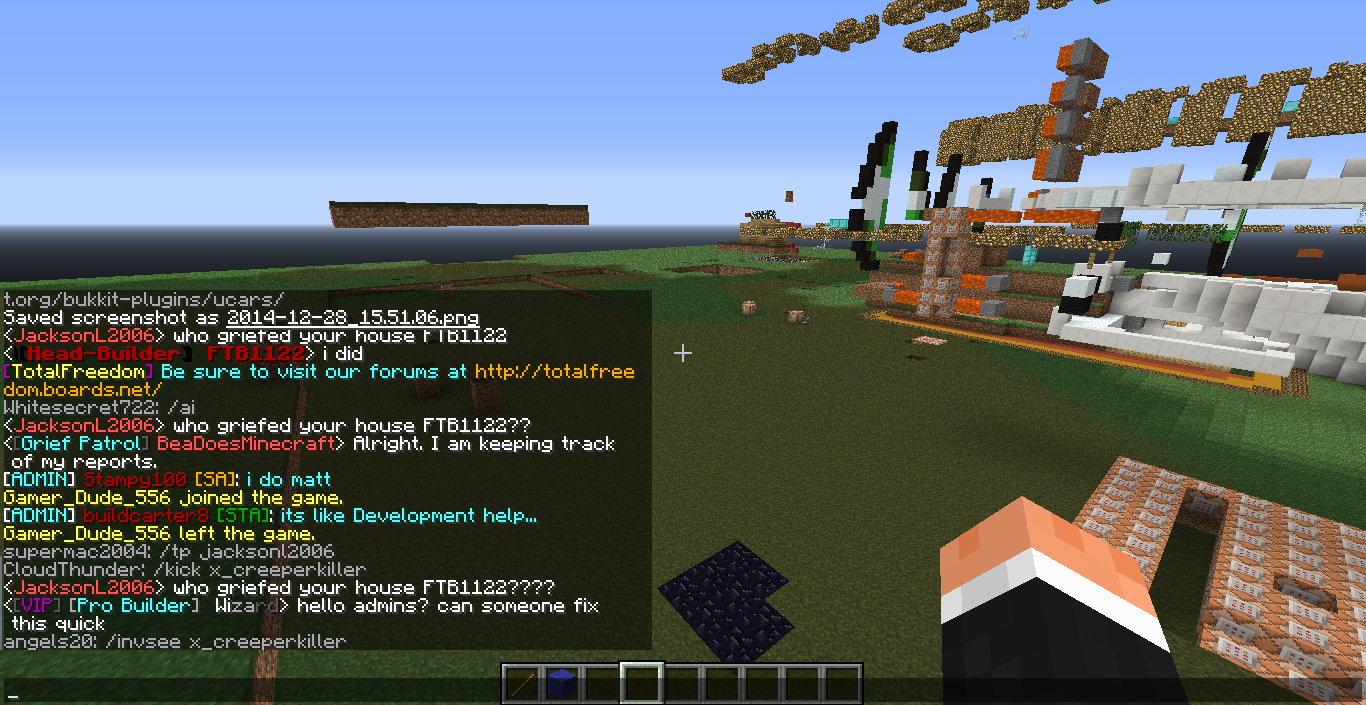 t.org/bukkit-plugins/ucars/
Saved screenshot as 2014-12-28_15.51.06.png
<JacksonL2006> who griefed your house FTB1122
<[Head-Builder] FTB1122> i did
[TotalFreedom] Be sure to visit our forums at http://totalfree
dom.boards.net/
Whitesecret722: /ai
<JacksonL2006> who griefed your house FTB1122??
<[Grief Patrol] BeaDoesMinecraft> Alright. I am keeping track
of my reports.
[ADMIN] Stampy100 [SA]: i do matt
Gamer_Dude_556 joined the game.
[ADMIN] buildcarter8 [STA]: its like Development help...
Gamer_Dude_556 left the game.
supermac2004: /tp jacksonl2006
CloudThunder: /kick x_creeperkiller
<JacksonL2006> who griefed your house FTB1122????
<[VIP] [Pro Builder] Wizard> hello admins? can someone fix
this quick
angels20: /invsee x_creeperkiller
_